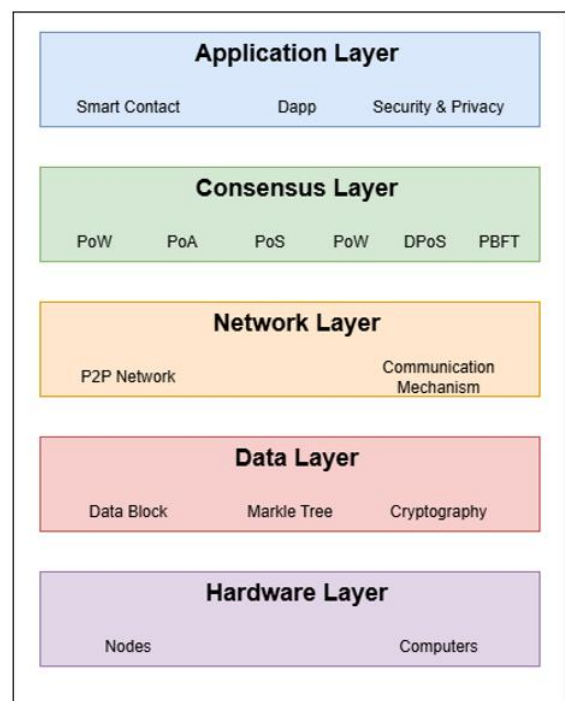 Application Layer
Smart Contact Dapp Security & Privacy
Consensus Layer
PoW PoA PoS PoW DPoS PBFT
Network Layer
P2P Network Communication
Mechanism
Data Layer
Data Block Markle Tree Cryptography
Hardware Layer
Nodes Computers